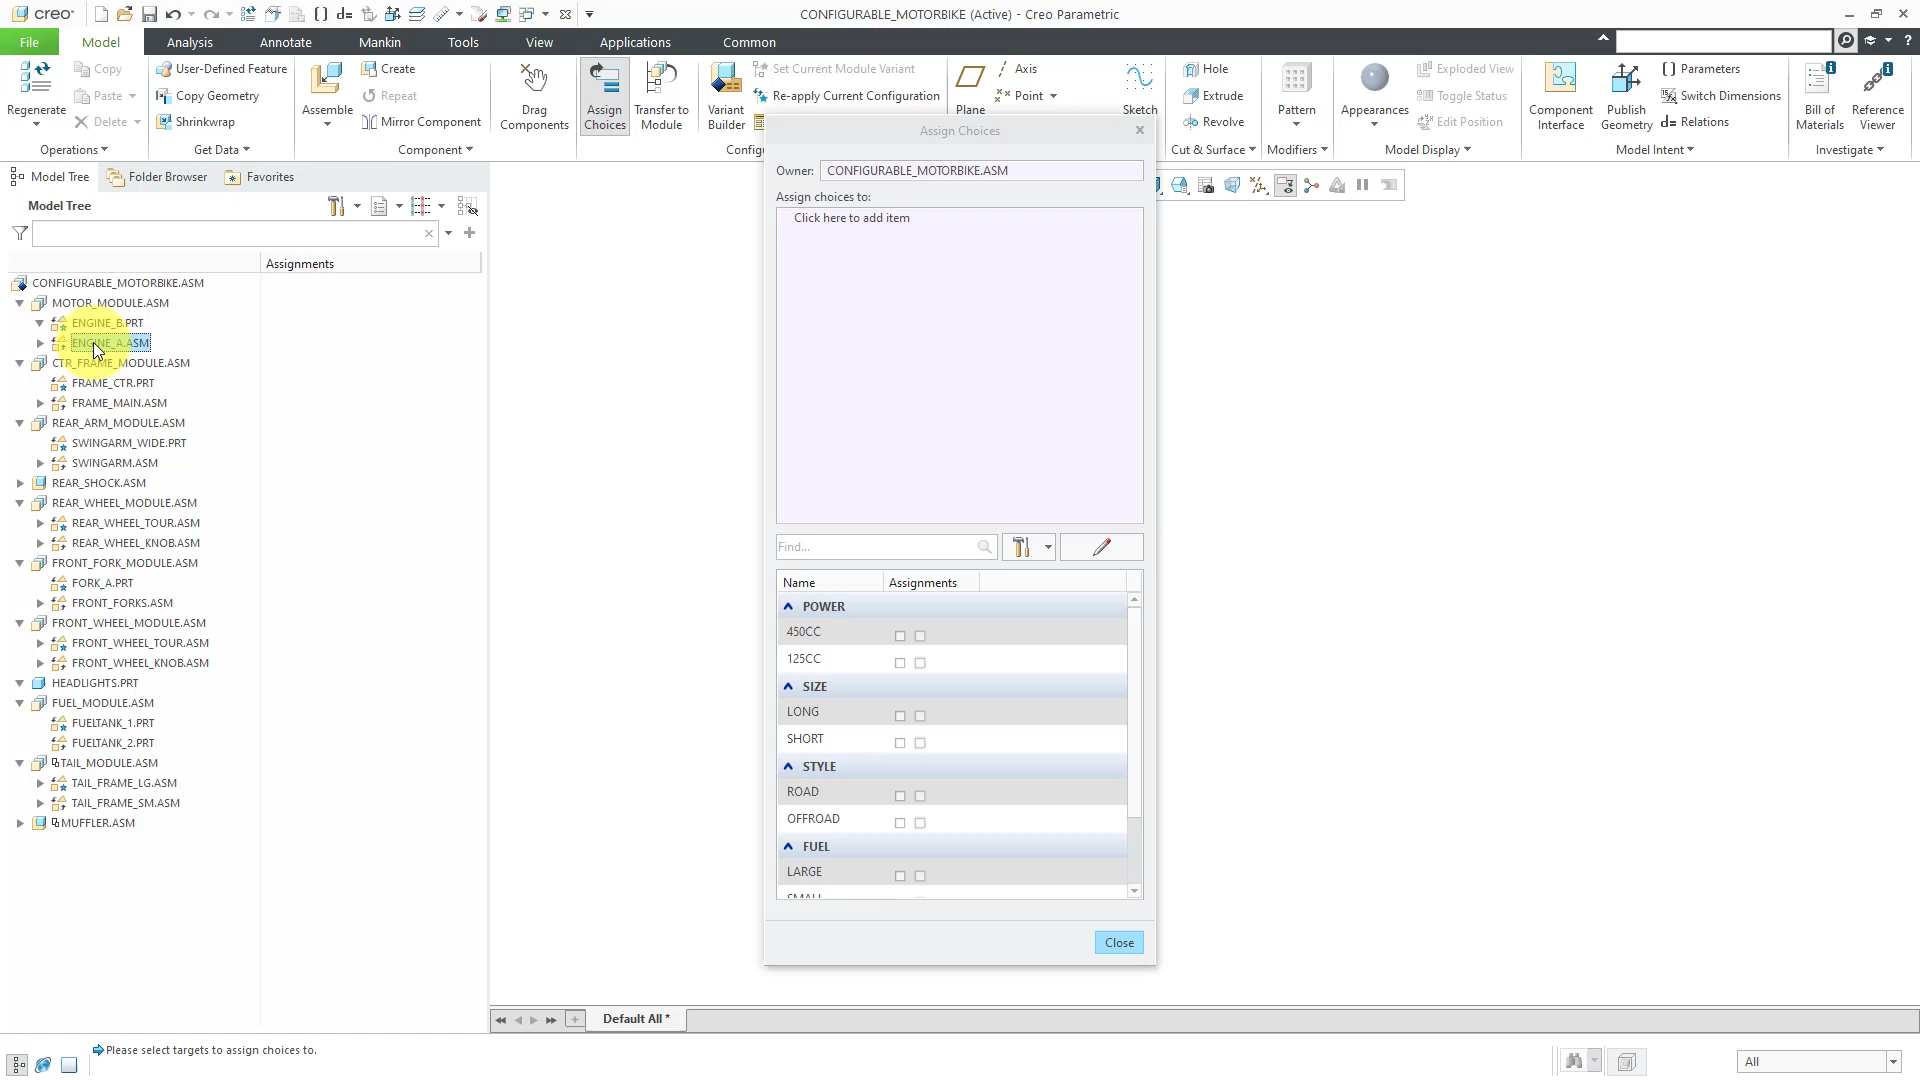 creo
CONFIGURABLE_MOTORBIKE (Active) - Creo Parametric
File
Model
Analysis
Annotate
Mankin
Tools
View
Applications
Common
Regenerate
Copy
Paste
Delete
Operations
User-Defined Feature
Copy Geometry
Shrinkwrap
Get Data
Assemble
Create
Repeat
Mirror Component
Component
Drag Components
Assign Choices
Transfer to Module
Variant Builder
Set Current Module Variant
Re-apply Current Configuration
Plane
Axis
Point
Sketch
Hole
Extrude
Revolve
Cut & Surface
Pattern
Modifiers
Appearances
Exploded View
Toggle Status
Edit Position
Model Display
Component Interface
Publish Geometry
Parameters
Switch Dimensions
Relations
Model Intent
Bill of Materials
Reference Viewer
Investigate
Model Tree
Folder Browser
Favorites
Model Tree
Assignments
CONFIGURABLE_MOTORBIKE.ASM
MOTOR_MODULE.ASM
ENGINE_B.PRT
ENGINE_A.ASM
CTR_FRAME_MODULE.ASM
FRAME_CTR.PRT
FRAME_MAIN.ASM
REAR_ARM_MODULE.ASM
SWINGARM_WIDE.PRT
SWINGARM.ASM
REAR_SHOCK.ASM
REAR_WHEEL_MODULE.ASM
REAR_WHEEL_TOUR.ASM
REAR_WHEEL_KNOB.ASM
FRONT_FORK_MODULE.ASM
FORK_A.PRT
FRONT_FORKS.ASM
FRONT_WHEEL_MODULE.ASM
FRONT_WHEEL_TOUR.ASM
FRONT_WHEEL_KNOB.ASM
HEADLIGHTS.PRT
FUEL_MODULE.ASM
FUELTANK_1.PRT
FUELTANK_2.PRT
TAIL_MODULE.ASM
TAIL_FRAME_LG.ASM
TAIL_FRAME_SM.ASM
MUFFLER.ASM
Assign Choices
Owner: CONFIGURABLE_MOTORBIKE.ASM
Assign choices to:
Click here to add item
Find...
Name Assignments
POWER
450CC
125CC
SIZE
LONG
SHORT
STYLE
ROAD
OFFROAD
FUEL
LARGE
SMALL
Close
Default All *
Please select targets to assign choices to.
All